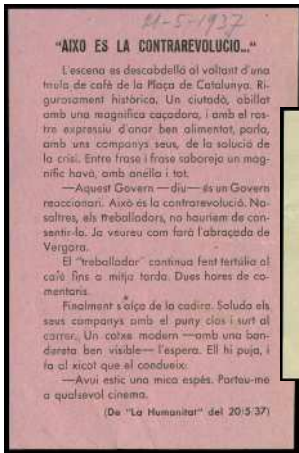 21-5-1937
"AIXO ES LA CONTRAREVOLUCIO..."
L'escena es descabdellà al voltant d'una
taula de cafè de la Plaça de Catalunya. Ri-
gurosament històrica. Un ciutadà, abillat
amb una magnífica caçadora, i amb el ros-
tre expressiu d'anar ben alimentat, parla,
amb uns companys seus, de la solució de
la crisi. Entre frase i frase saboreja un mag-
nífic havà, amb anella i tot.
—Aquest Govern —diu— és un Govern
reaccionari. Això és la contrarevolució. No-
saltres, els treballadors, no hauríem de con-
sentir-lo. Ja veureu com farà l'abraçada de
Vergara.
El "treballador" continua fent tertúlia al
cafè fins a mitja tarda. Dues hores de co-
mentaris.
Finalment s'alça de la cadira. Saluda els
seus companys amb el puny clos i surt al
carrer. Un cotxe modern —amb una ban-
dereta ben visible— l'espera. Ell hi puja, i
fa al xicot que el condueix:
—Avui estic una mica espès. Porteu-me
a qualsevol cinema.
(De "La Humanitat" del 20-5-37)